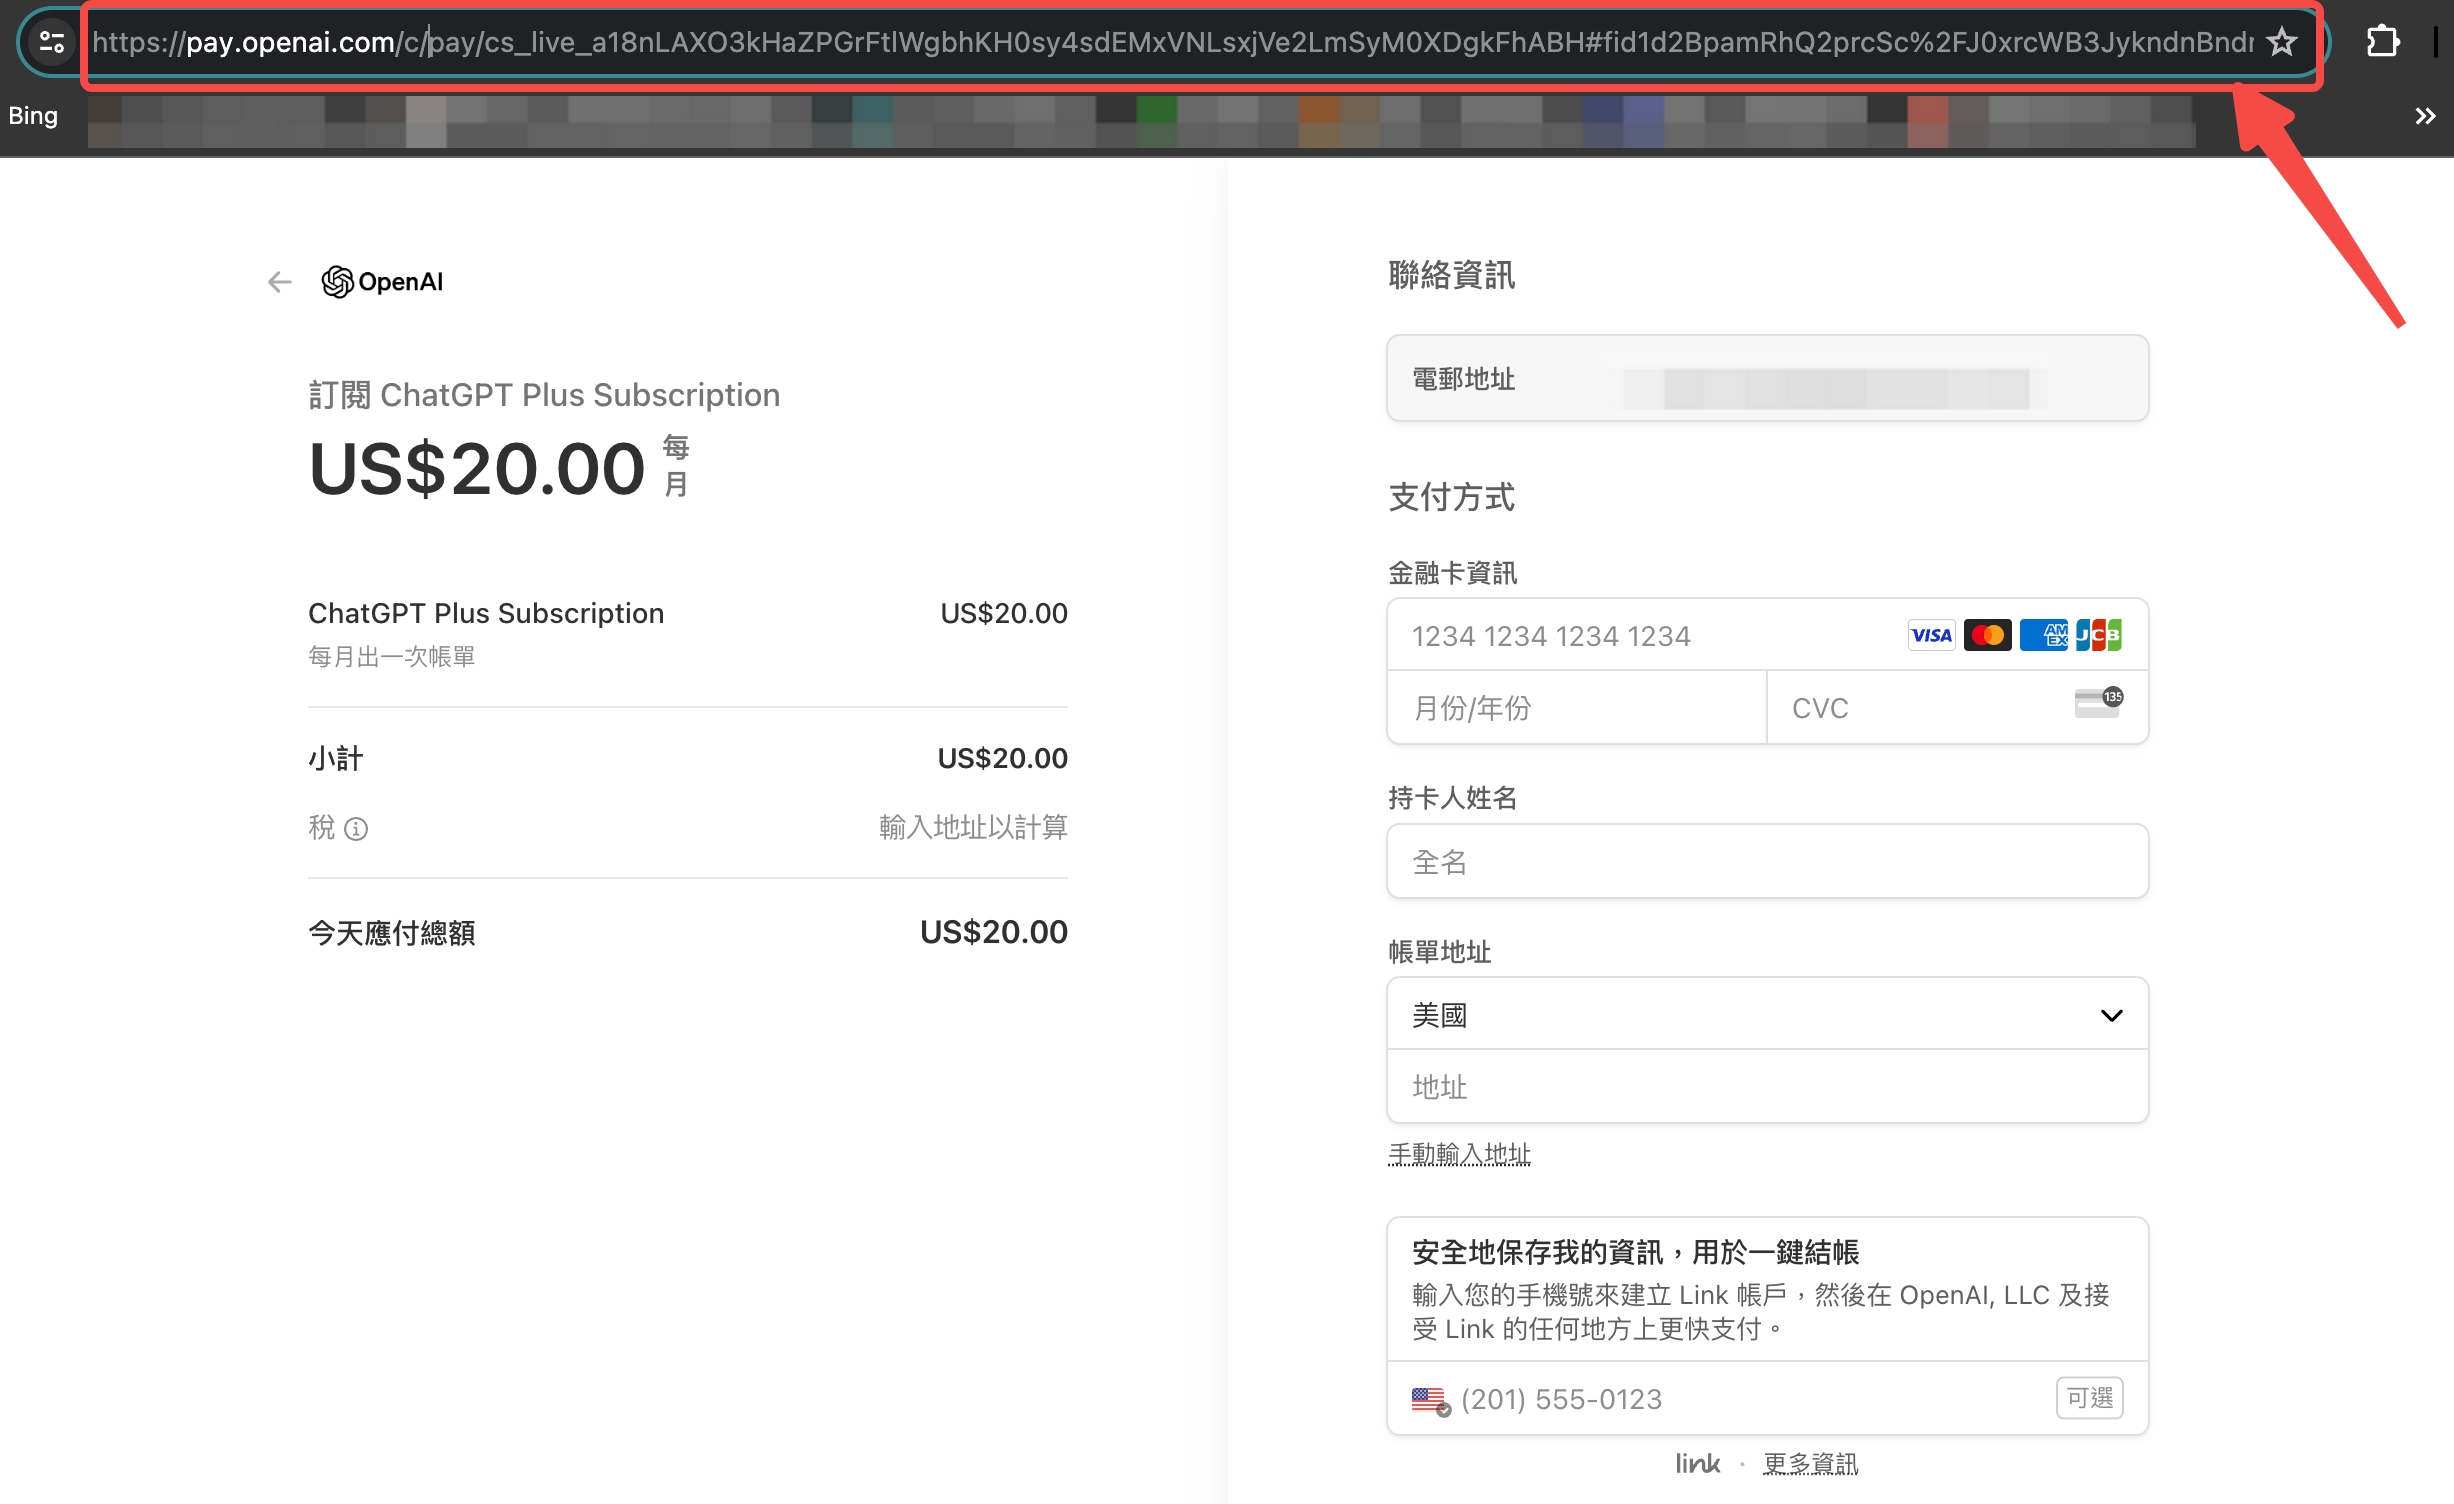 https://pay.openai.com/c/pay/cs_live_a18nLAXO3kHaZPGrFtIWgbhKH0sy4sdEMxVNLsxjVe2LmSyM0XDgkFhABH#fid1d2BpamRhQ2prcSc%2FJ0xrcWB3JykndnBndr
Bing
OpenAI
訂閱 ChatGPT Plus Subscription
US$20.00 每月
ChatGPT Plus Subscription US$20.00
每月出一次帳單
小計 US$20.00
稅 輸入地址以計算
今天應付總額 US$20.00
聯絡資訊
電郵地址
支付方式
金融卡資訊
1234 1234 1234 1234 VISA AMEX JCB
月份/年份 CVC 135
持卡人姓名
全名
帳單地址
美國
地址
手動輸入地址
安全地保存我的資訊，用於一鍵結帳
輸入您的手機號來建立 Link 帳戶，然後在 OpenAI, LLC 及接
受 Link 的任何地方上更快支付。
(201) 555-0123 可選
link · 更多資訊